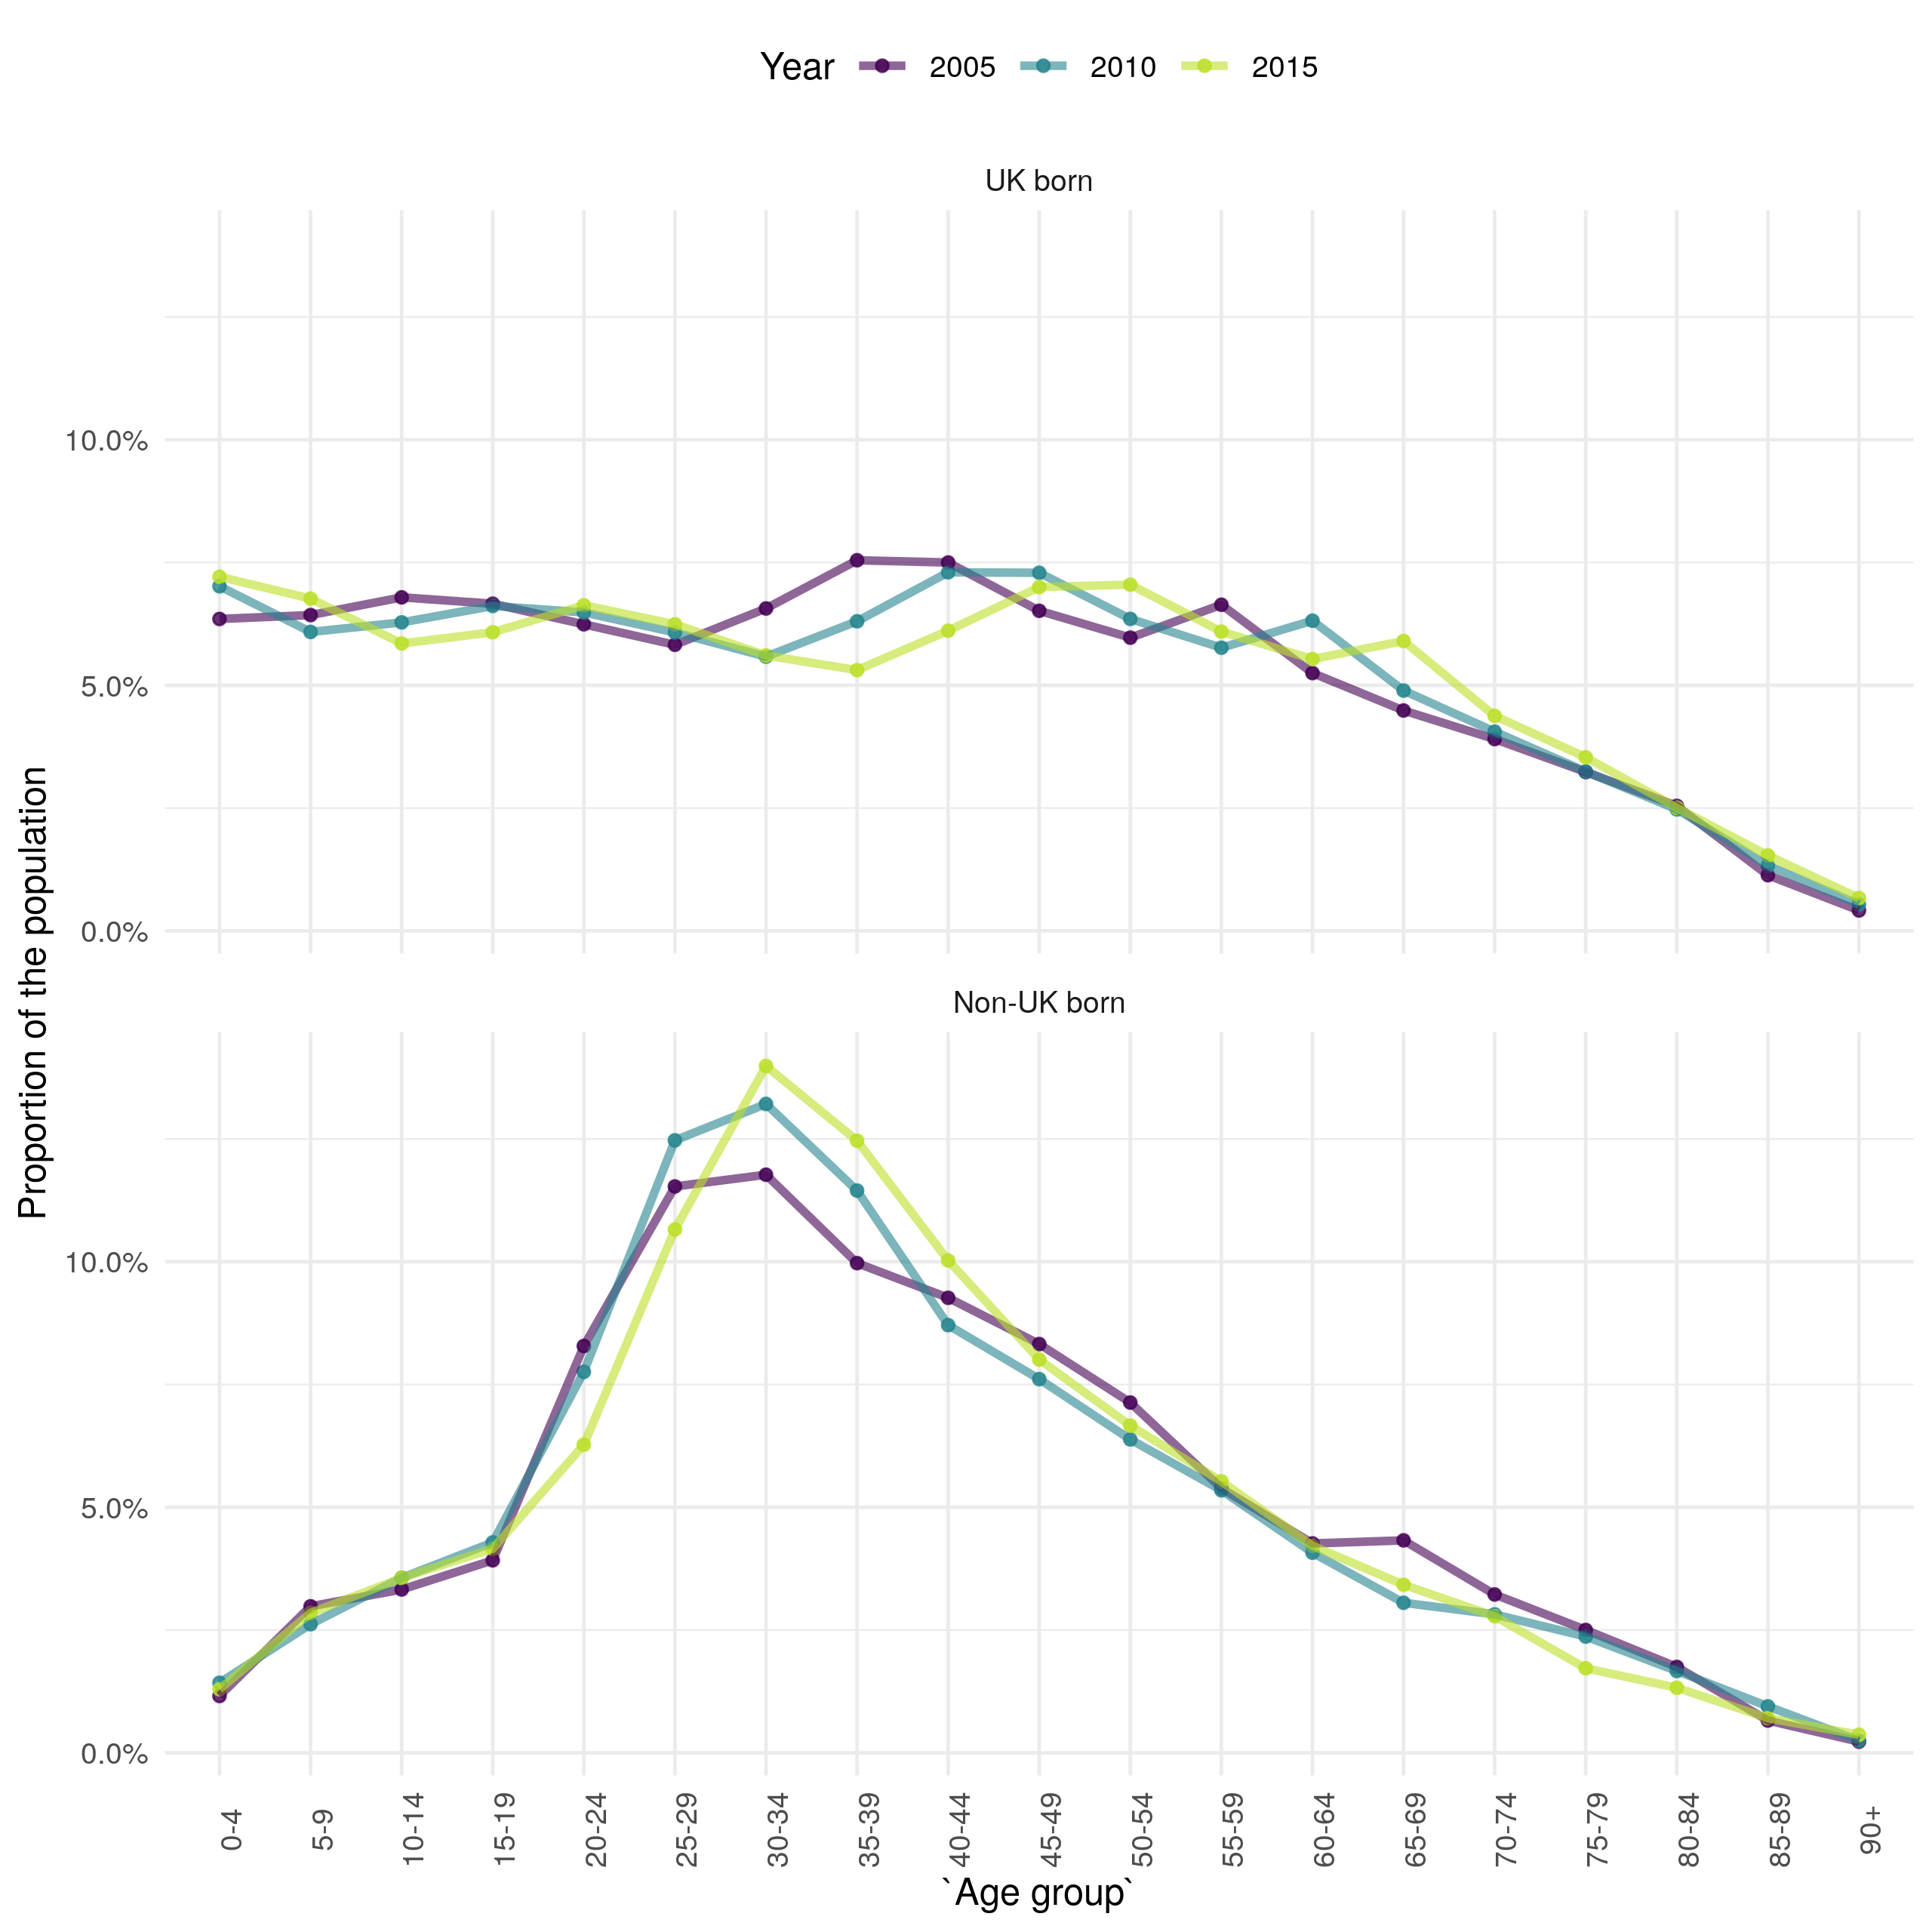 Year 2005 2010 2015
UK born
10.0%
5.0%
0.0%
Proportion of the population
Non-UK born
10.0%
5.0%
0.0%
0-4 5-9 10-14 15-19 20-24 25-29 30-34 35-39 40-44 45-49 50-54 55-59 60-64 65-69 70-74 75-79 80-84 85-89 90+
`Age group`